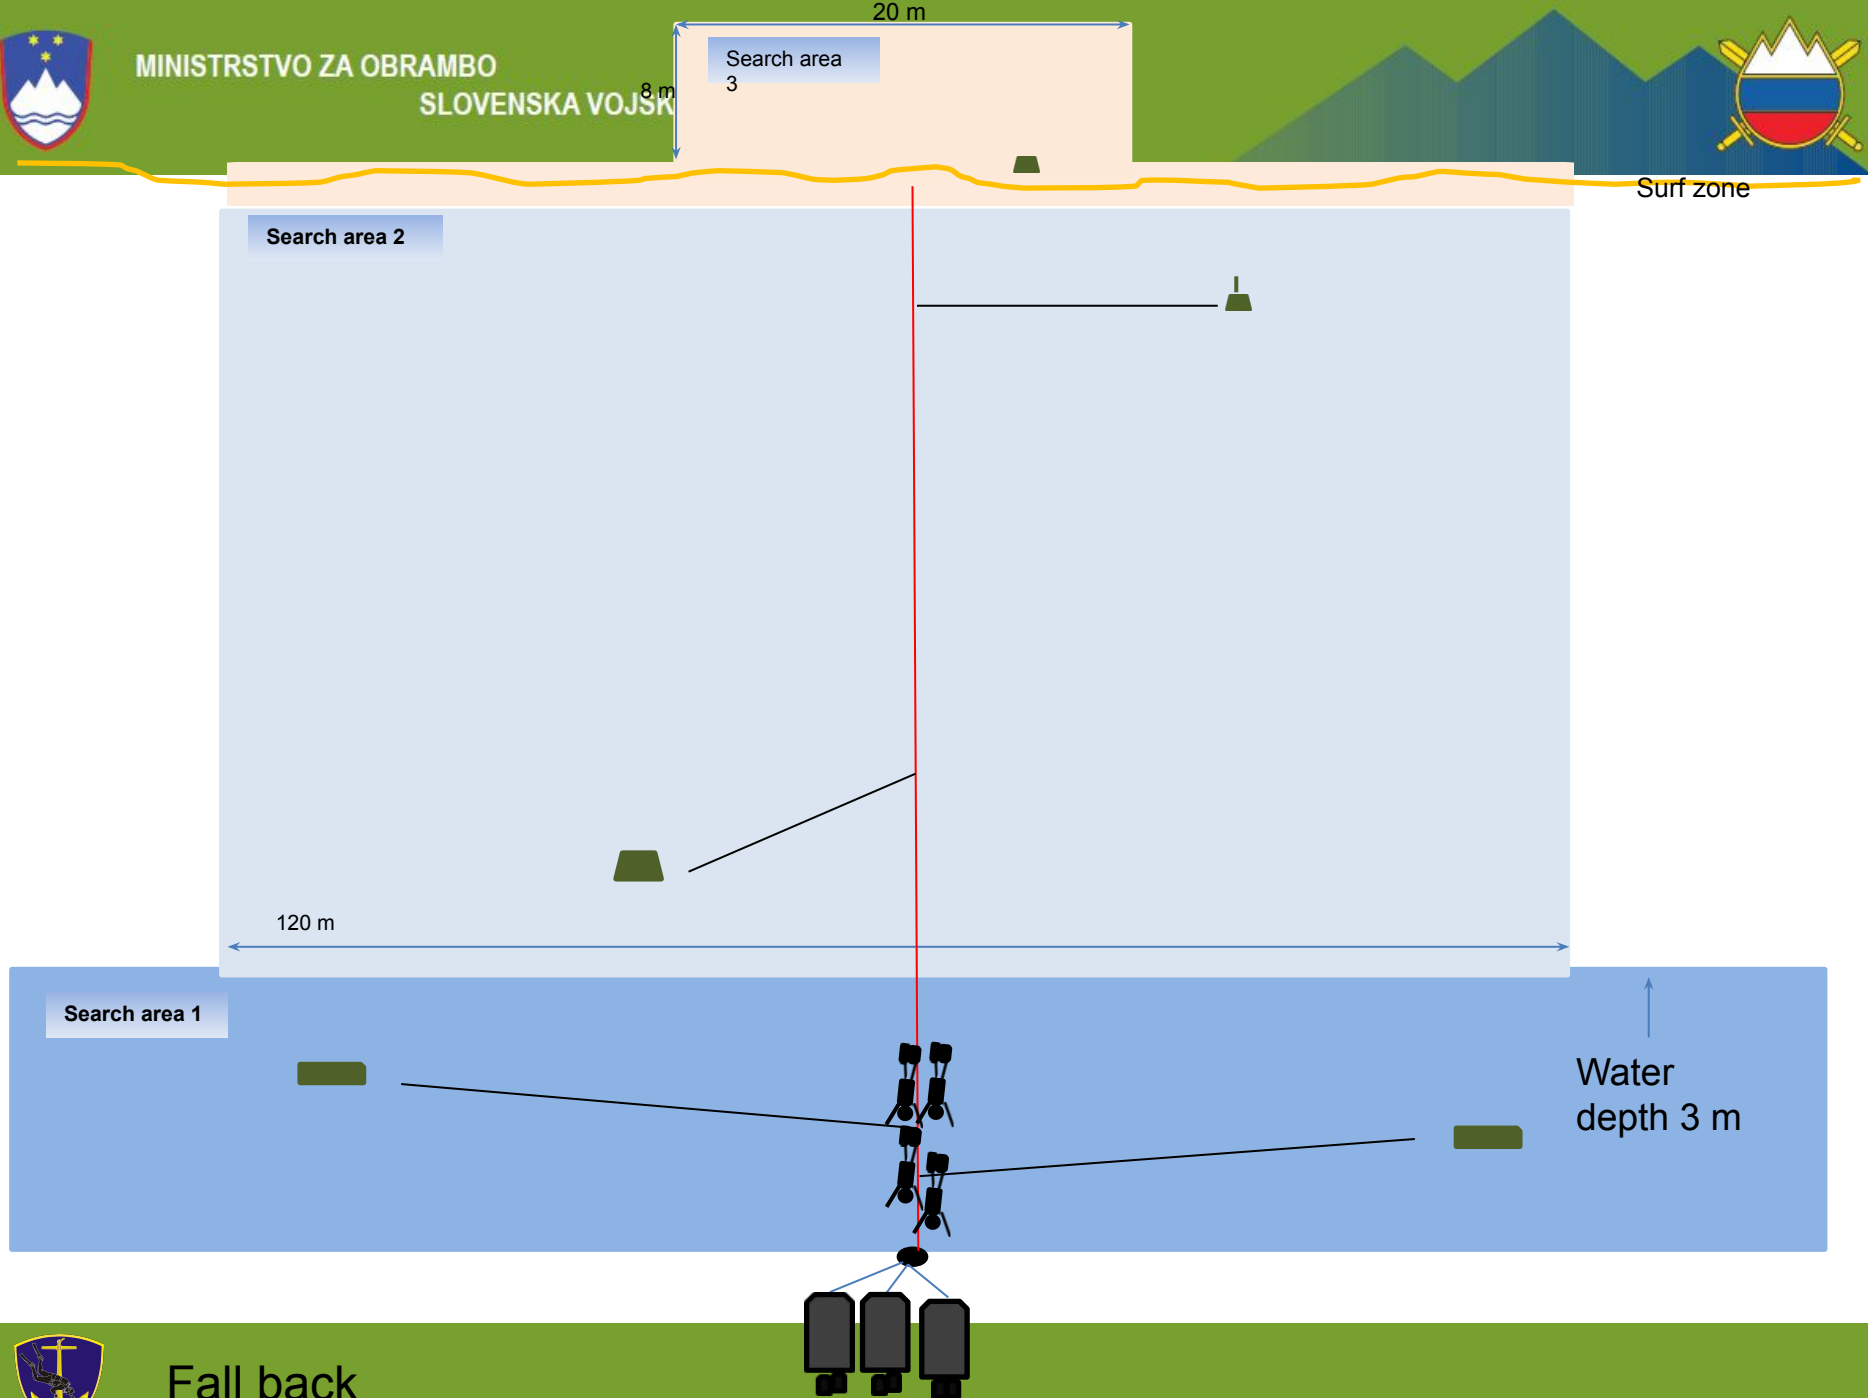 20 m
MINISTRSTVO ZA OBRAMBO
SLOVENSKA VOJSK
8 m
Search area
3
Surf zone
Search area 2
120 m
Search area 1
Water
depth 3 m
Fall back